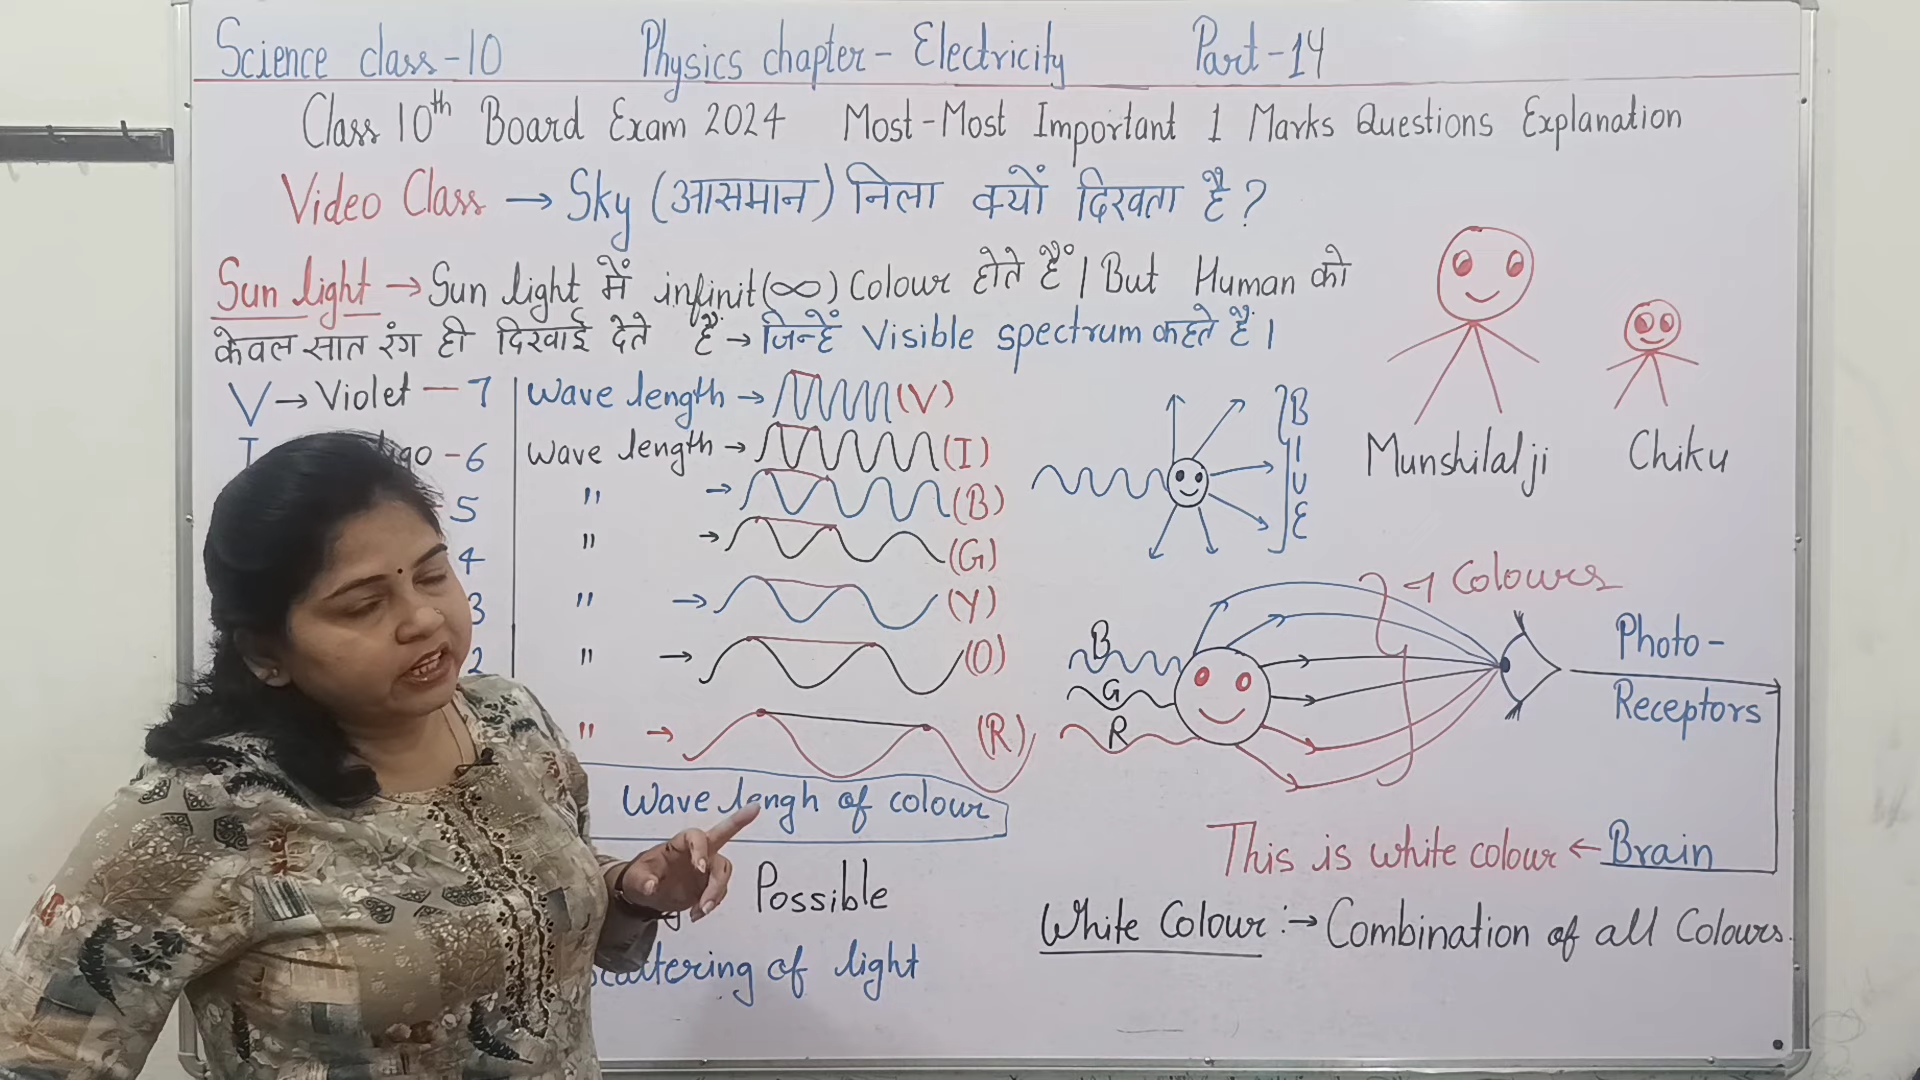 Science class-10 Physics chapter- Electricity Part-14
Class 10th Board Exam 2024 Most-Most Important 1 Marks Questions Explanation
Video Class → Sky (आसमान) निला क्यों दिखता है?
Sun light → Sun light में infinit(∞) Colour होते हैं। But Human को
केवल सात रंग ही दिखाई देते हैं → जिन्हें Visible spectrum कहते हैं।
V → Violet — 7 Wave length → (V)
I -6 Wave length → (I)
5 " → (B)
4 " → (G)
3 " → (Y)
2 " → (O)
" → (R)
Wave lengh of colour
Possible
scattering of light
BlUE
Munshilalji Chiku
7 Colours
B
G
R
Photo-
Receptors
This is white colour ← Brain
White Colour :→ Combination of all Colours.